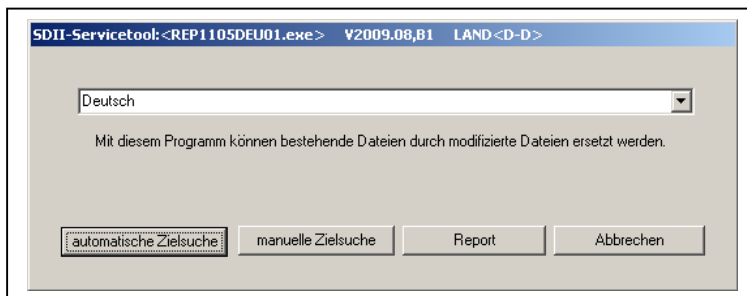 SDII-Servicetool:<REP1105DEU01.exe> V2009.08,B1 LAND<D-D>
Deutsch
Mit diesem Programm können bestehende Dateien durch modifizierte Dateien ersetzt werden.
automatische Zielsuche manuelle Zielsuche Report Abbrechen